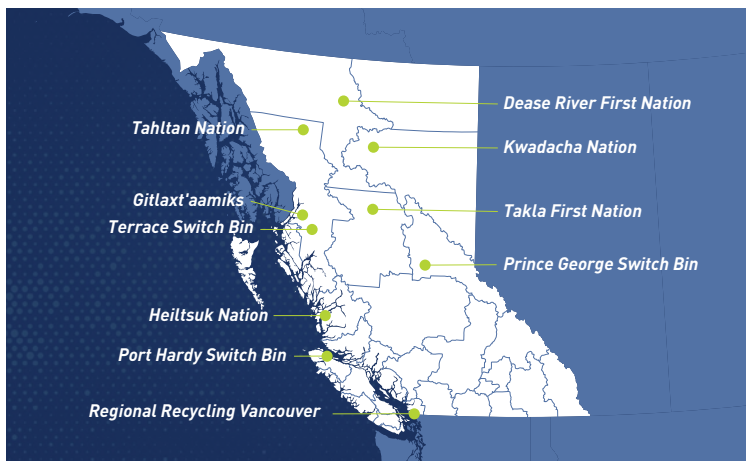 Dease River First Nation
Tahltan Nation
Kwadacha Nation
Gitlaxt'aamiks
Takla First Nation
Terrace Switch Bin
Prince George Switch Bin
Heiltsuk Nation
Port Hardy Switch Bin
Regional Recycling Vancouver